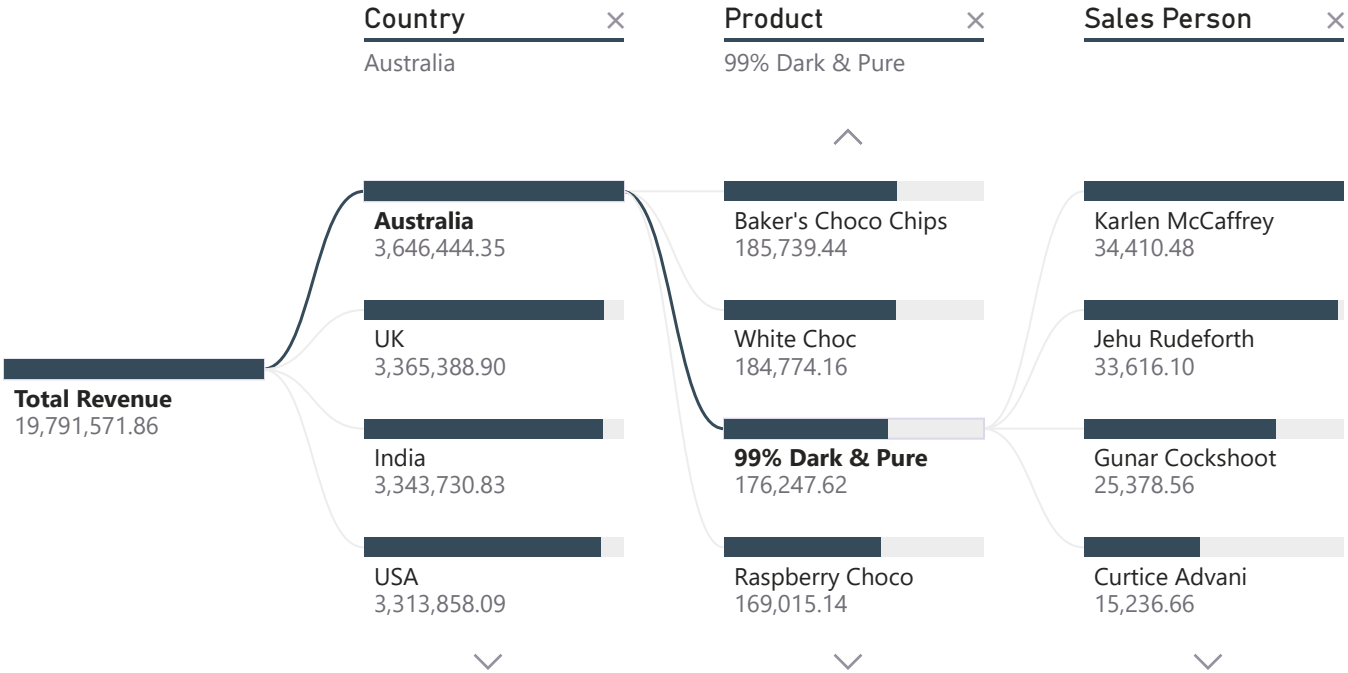 Country
Australia
Product
99% Dark & Pure
Sales Person
Total Revenue
19,791,571.86
Australia
3,646,444.35
UK
3,365,388.90
India
3,343,730.83
USA
3,313,858.09
Baker's Choco Chips
185,739.44
White Choc
184,774.16
99% Dark & Pure
176,247.62
Raspberry Choco
169,015.14
Karlen McCaffrey
34,410.48
Jehu Rudeforth
33,616.10
Gunar Cockshoot
25,378.56
Curtice Advani
15,236.66